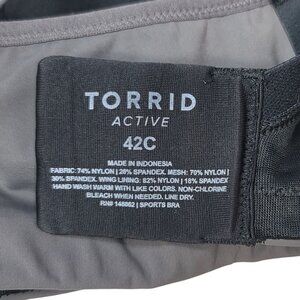 TORRID
ACTIVE
42C
MADE IN INDONESIA
FABRIC: 74% NYLON | 26% SPANDEX. MESH: 70% NYLON |
30% SPANDEX. WING LINING: 82% NYLON | 18% SPANDEX
HAND WASH WARM WITH LIKE COLORS. NON-CHLORINE
BLEACH WHEN NEEDED. LINE DRY.
RN# 148662 | SPORTS BRA